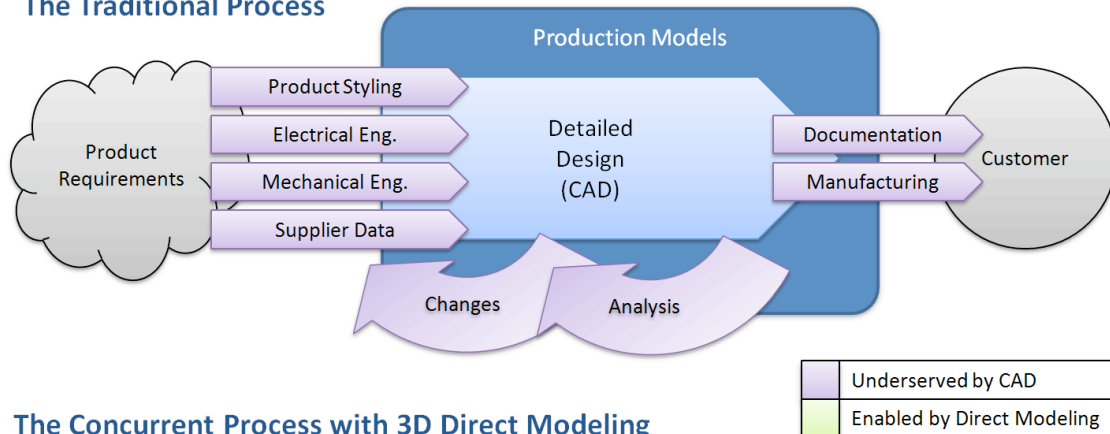 The Traditional Process
Production Models
Product Styling
Electrical Eng.
Mechanical Eng.
Supplier Data
Product
Requirements
Detailed
Design
(CAD)
Documentation
Manufacturing
Customer
Changes
Analysis
Underserved by CAD
Enabled by Direct Modeling
The Concurrent Process with 3D Direct Modeling